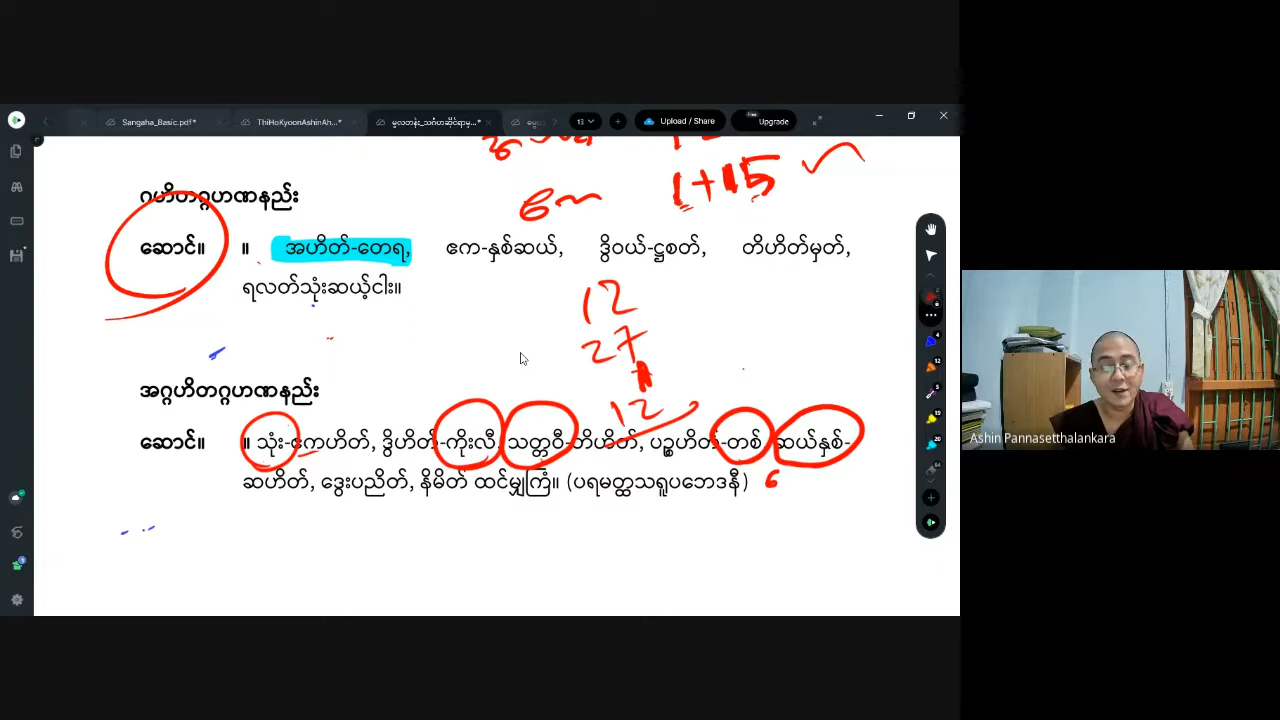 Sangaha_Basic.pdf*
ThiHoKyoonAshinAh...*
13
Upload / Share
Free
Upgrade
1+15
ဂဟိတဂ္ဂဟဏနည်း
ဆောင်။ ။ အဟိတ်-တေရ, ဧက-နှစ်ဆယ်, ဒွိဝယ်-ဋ္ဌစတ်, တိဟိတ်မှတ်,
ရလတ်သုံးဆယ့်ငါး။
12
27
12
အဂ္ဂဟိတဂ္ဂဟဏနည်း
ဆောင်။ ။ သုံး-ဧကဟိတ်, ဒွိဟိတ်-ကိုးလီ, သတ္တဝီ-တိဟိတ်, ပဉ္စဟိတ်-တစ် ဆယ်နှစ်-
ဆဟိတ်, ဒွေးပညိတ်, နိမိတ် ထင်မျှကြံ။ (ပရမတ္ထသရူပဘေဒနီ) 6
Ashin Pannasetthalankara